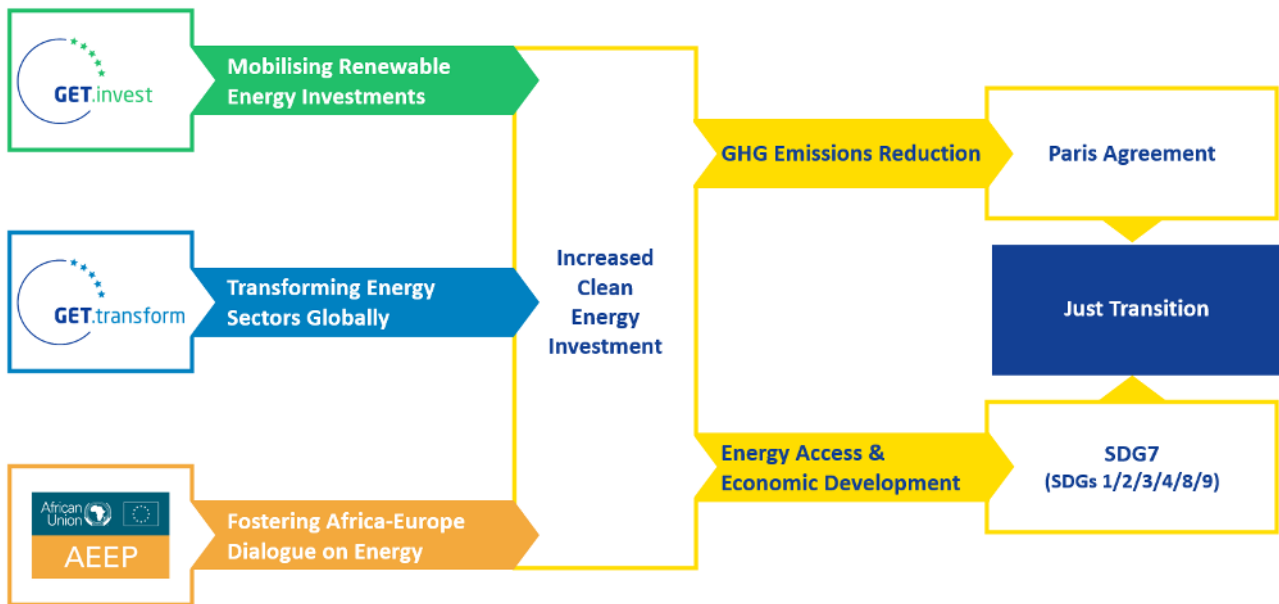 GET.invest
Mobilising Renewable
Energy Investments
GET.transform
Transforming Energy
Sectors Globally
African
Union
AEEP
Fostering Africa-Europe
Dialogue on Energy
Increased
Clean
Energy
Investment
GHG Emissions Reduction
Energy Access &
Economic Development
Paris Agreement
Just Transition
SDG7
(SDGs 1/2/3/4/8/9)